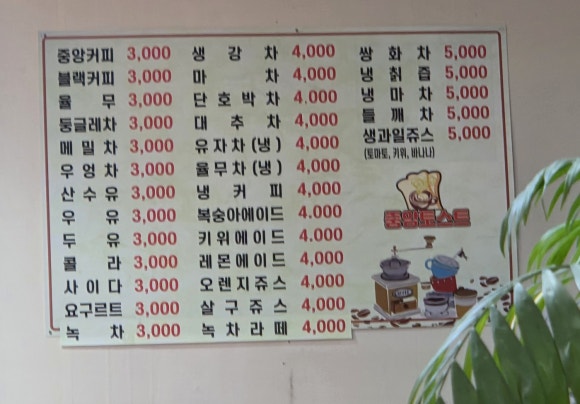 중앙커피 3,000
블랙커피 3,000
율무 3,000
둥글레차 3,000
메밀차 3,000
우엉차 3,000
산수유 3,000
우유 3,000
두유 3,000
콜라 3,000
사이다 3,000
요구르트 3,000
녹차 3,000
생강차 4,000
마차 4,000
단호박차 4.000
대추차 4,000
유자차(냉) 4,000
율무차(냉) 4,000
냉커피 4,000
복숭아에이드 4.000
키위에이드 4.000
레몬에이드 4.000
오렌지쥬스 4,000
살구쥬스 4,000
녹차라떼 4,000
쌍화차 5,000
냉칡즙 5,000
냉마차 5,000
들깨차 5,000
생과일쥬스 5,000
(토마토, 키위, 바나나)
중앙토스트